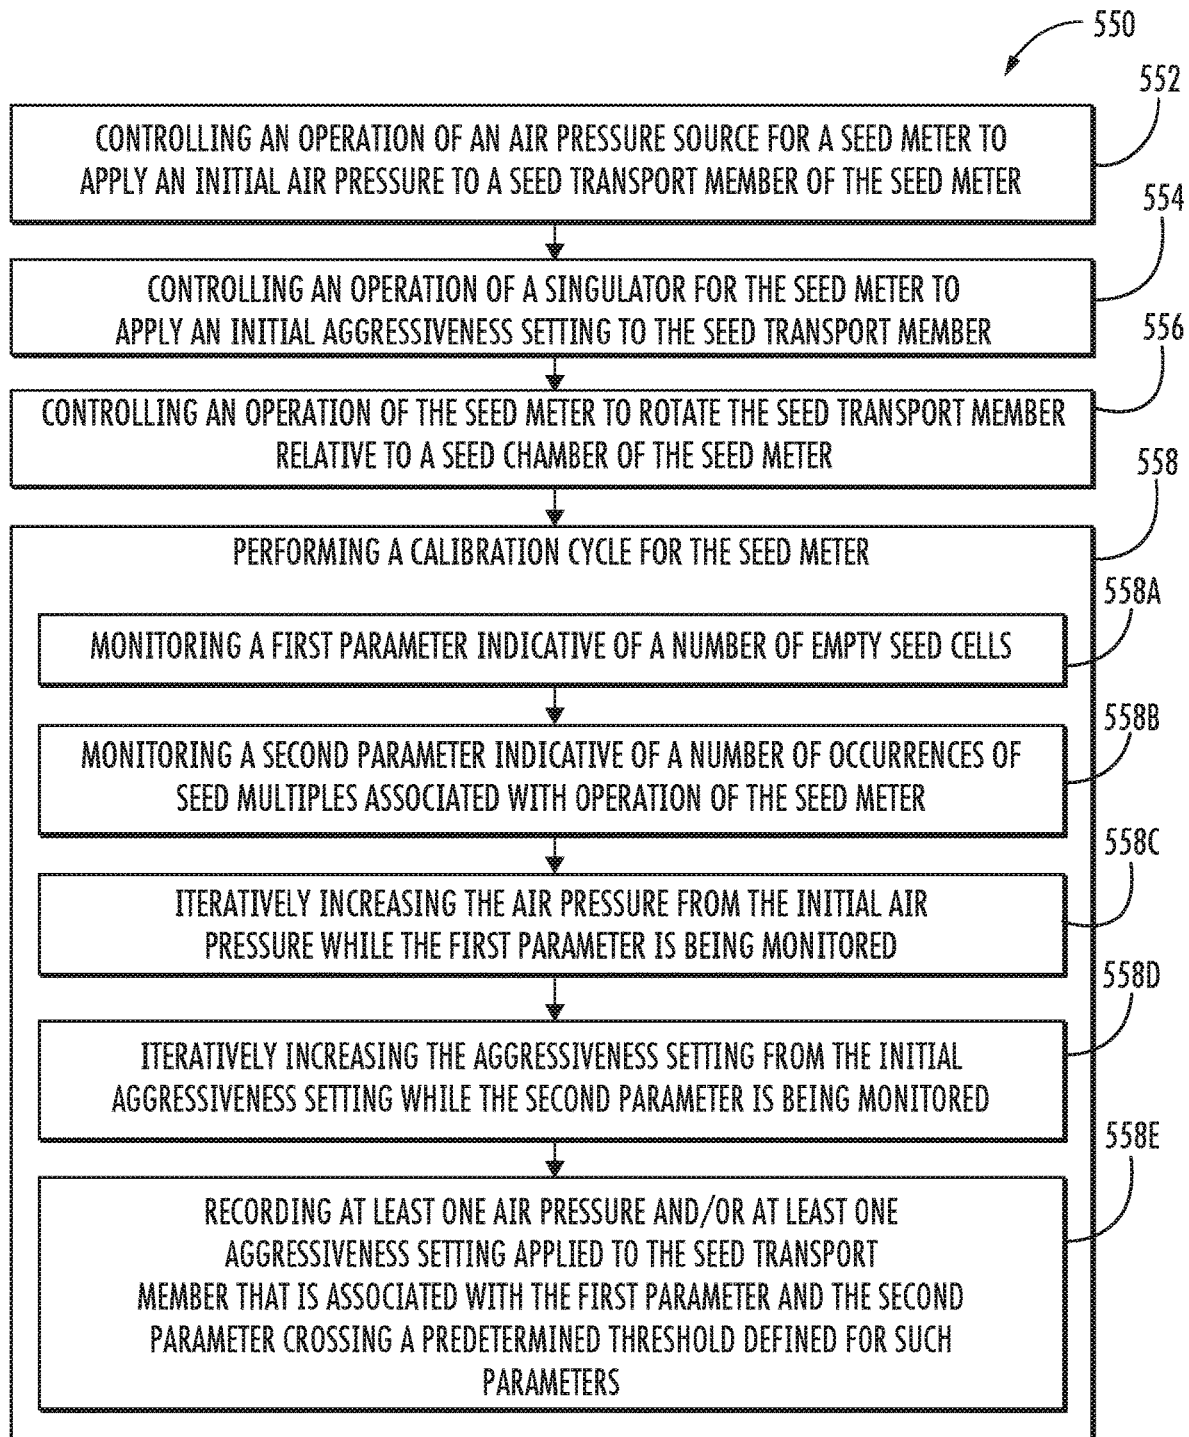 550
552
CONTROLLING AN OPERATION OF AN AIR PRESSURE SOURCE FOR A SEED METER TO
APPLY AN INITIAL AIR PRESSURE TO A SEED TRANSPORT MEMBER OF THE SEED METER
554
CONTROLLING AN OPERATION OF A SINGULATOR FOR THE SEED METER TO
APPLY AN INITIAL AGGRESSIVENESS SETTING TO THE SEED TRANSPORT MEMBER
556
CONTROLLING AN OPERATION OF THE SEED METER TO ROTATE THE SEED TRANSPORT MEMBER
RELATIVE TO A SEED CHAMBER OF THE SEED METER
558
PERFORMING A CALIBRATION CYCLE FOR THE SEED METER
558A
MONITORING A FIRST PARAMETER INDICATIVE OF A NUMBER OF EMPTY SEED CELLS
558B
MONITORING A SECOND PARAMETER INDICATIVE OF A NUMBER OF OCCURRENCES OF
SEED MULTIPLES ASSOCIATED WITH OPERATION OF THE SEED METER
558C
ITERATIVELY INCREASING THE AIR PRESSURE FROM THE INITIAL AIR
PRESSURE WHILE THE FIRST PARAMETER IS BEING MONITORED
558D
ITERATIVELY INCREASING THE AGGRESSIVENESS SETTING FROM THE INITIAL
AGGRESSIVENESS SETTING WHILE THE SECOND PARAMETER IS BEING MONITORED
558E
RECORDING AT LEAST ONE AIR PRESSURE AND/OR AT LEAST ONE
AGGRESSIVENESS SETTING APPLIED TO THE SEED TRANSPORT
MEMBER THAT IS ASSOCIATED WITH THE FIRST PARAMETER AND THE SECOND
PARAMETER CROSSING A PREDETERMINED THRESHOLD DEFINED FOR SUCH
PARAMETERS